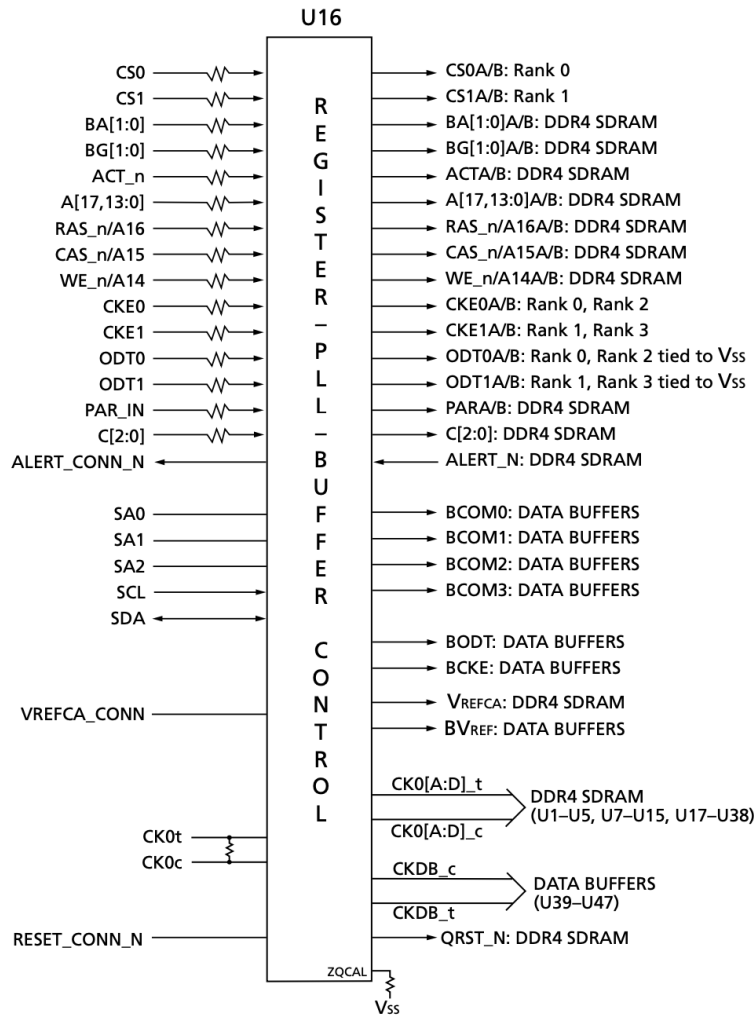 U16
CS0
CS1
BA[1:0]
BG[1:0]
ACT_n
A[17,13:0]
RAS_n/A16
CAS_n/A15
WE_n/A14
CKE0
CKE1
ODT0
ODT1
PAR_IN
C[2:0]
ALERT_CONN_N
SA0
SA1
SA2
SCL
SDA
VREFCA_CONN
CK0t
CK0c
RESET_CONN_N
REGISTER – PLL – BUFFER CONTROL
ZQCAL
VSS
CS0A/B: Rank 0
CS1A/B: Rank 1
BA[1:0]A/B: DDR4 SDRAM
BG[1:0]A/B: DDR4 SDRAM
ACTA/B: DDR4 SDRAM
A[17,13:0]A/B: DDR4 SDRAM
RAS_n/A16A/B: DDR4 SDRAM
CAS_n/A15A/B: DDR4 SDRAM
WE_n/A14A/B: DDR4 SDRAM
CKE0A/B: Rank 0, Rank 2
CKE1A/B: Rank 1, Rank 3
ODT0A/B: Rank 0, Rank 2 tied to VSS
ODT1A/B: Rank 1, Rank 3 tied to VSS
PARA/B: DDR4 SDRAM
C[2:0]: DDR4 SDRAM
ALERT_N: DDR4 SDRAM
BCOM0: DATA BUFFERS
BCOM1: DATA BUFFERS
BCOM2: DATA BUFFERS
BCOM3: DATA BUFFERS
BODT: DATA BUFFERS
BCKE: DATA BUFFERS
VREFCA: DDR4 SDRAM
BVREF: DATA BUFFERS
CK0[A:D]_t
CK0[A:D]_c
DDR4 SDRAM
(U1–U5, U7–U15, U17–U38)
CKDB_c
CKDB_t
DATA BUFFERS
(U39–U47)
QRST_N: DDR4 SDRAM